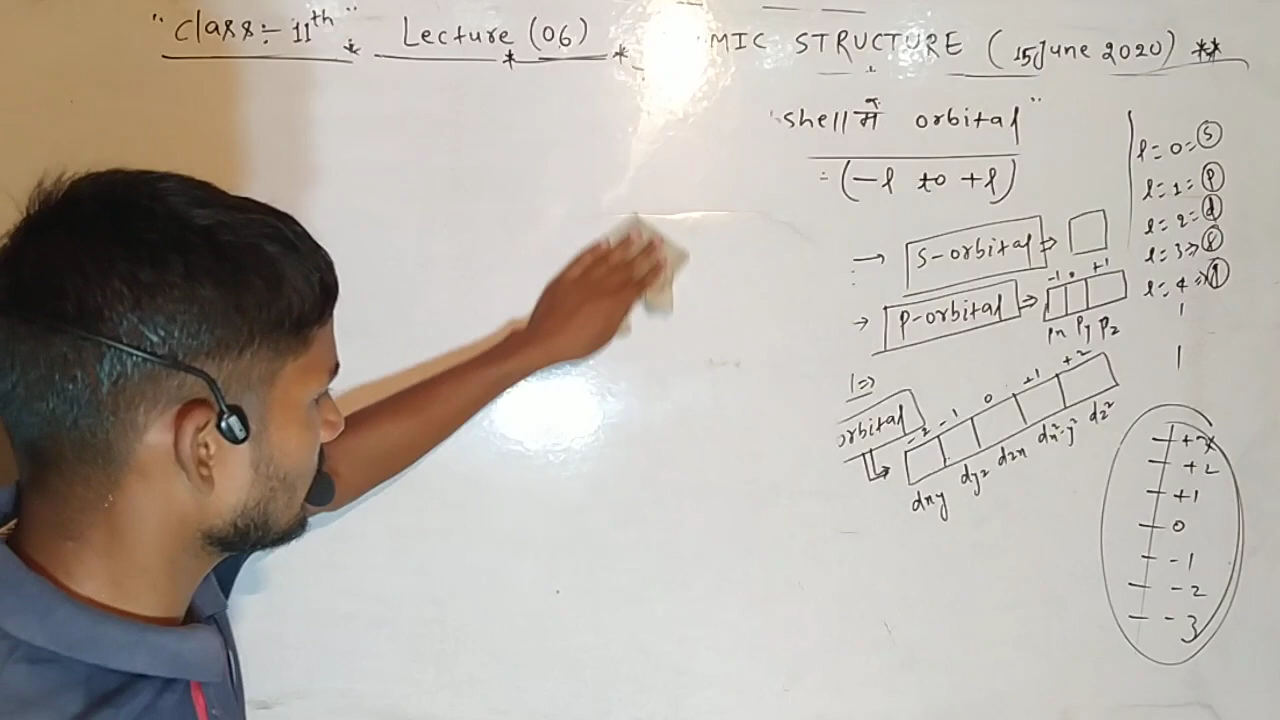 "Class:- 11th" Lecture (06) MIC STRUCTURE (15 June 2020) **
"shell में orbital"
= (-l to +l)
l = 0 = s
l = 1 = p
l = 2 = d
l = 3 ⇒ f
l = 4 ⇒ g
→ s-orbital ⇒
→ p-orbital ⇒ -1 0 +1
px py pz
1 ⇒
orbital -2 -1 0 +1 +2
dxy dyz dzx dx²-y² dz²
+3
+2
+1
0
-1
-2
-3